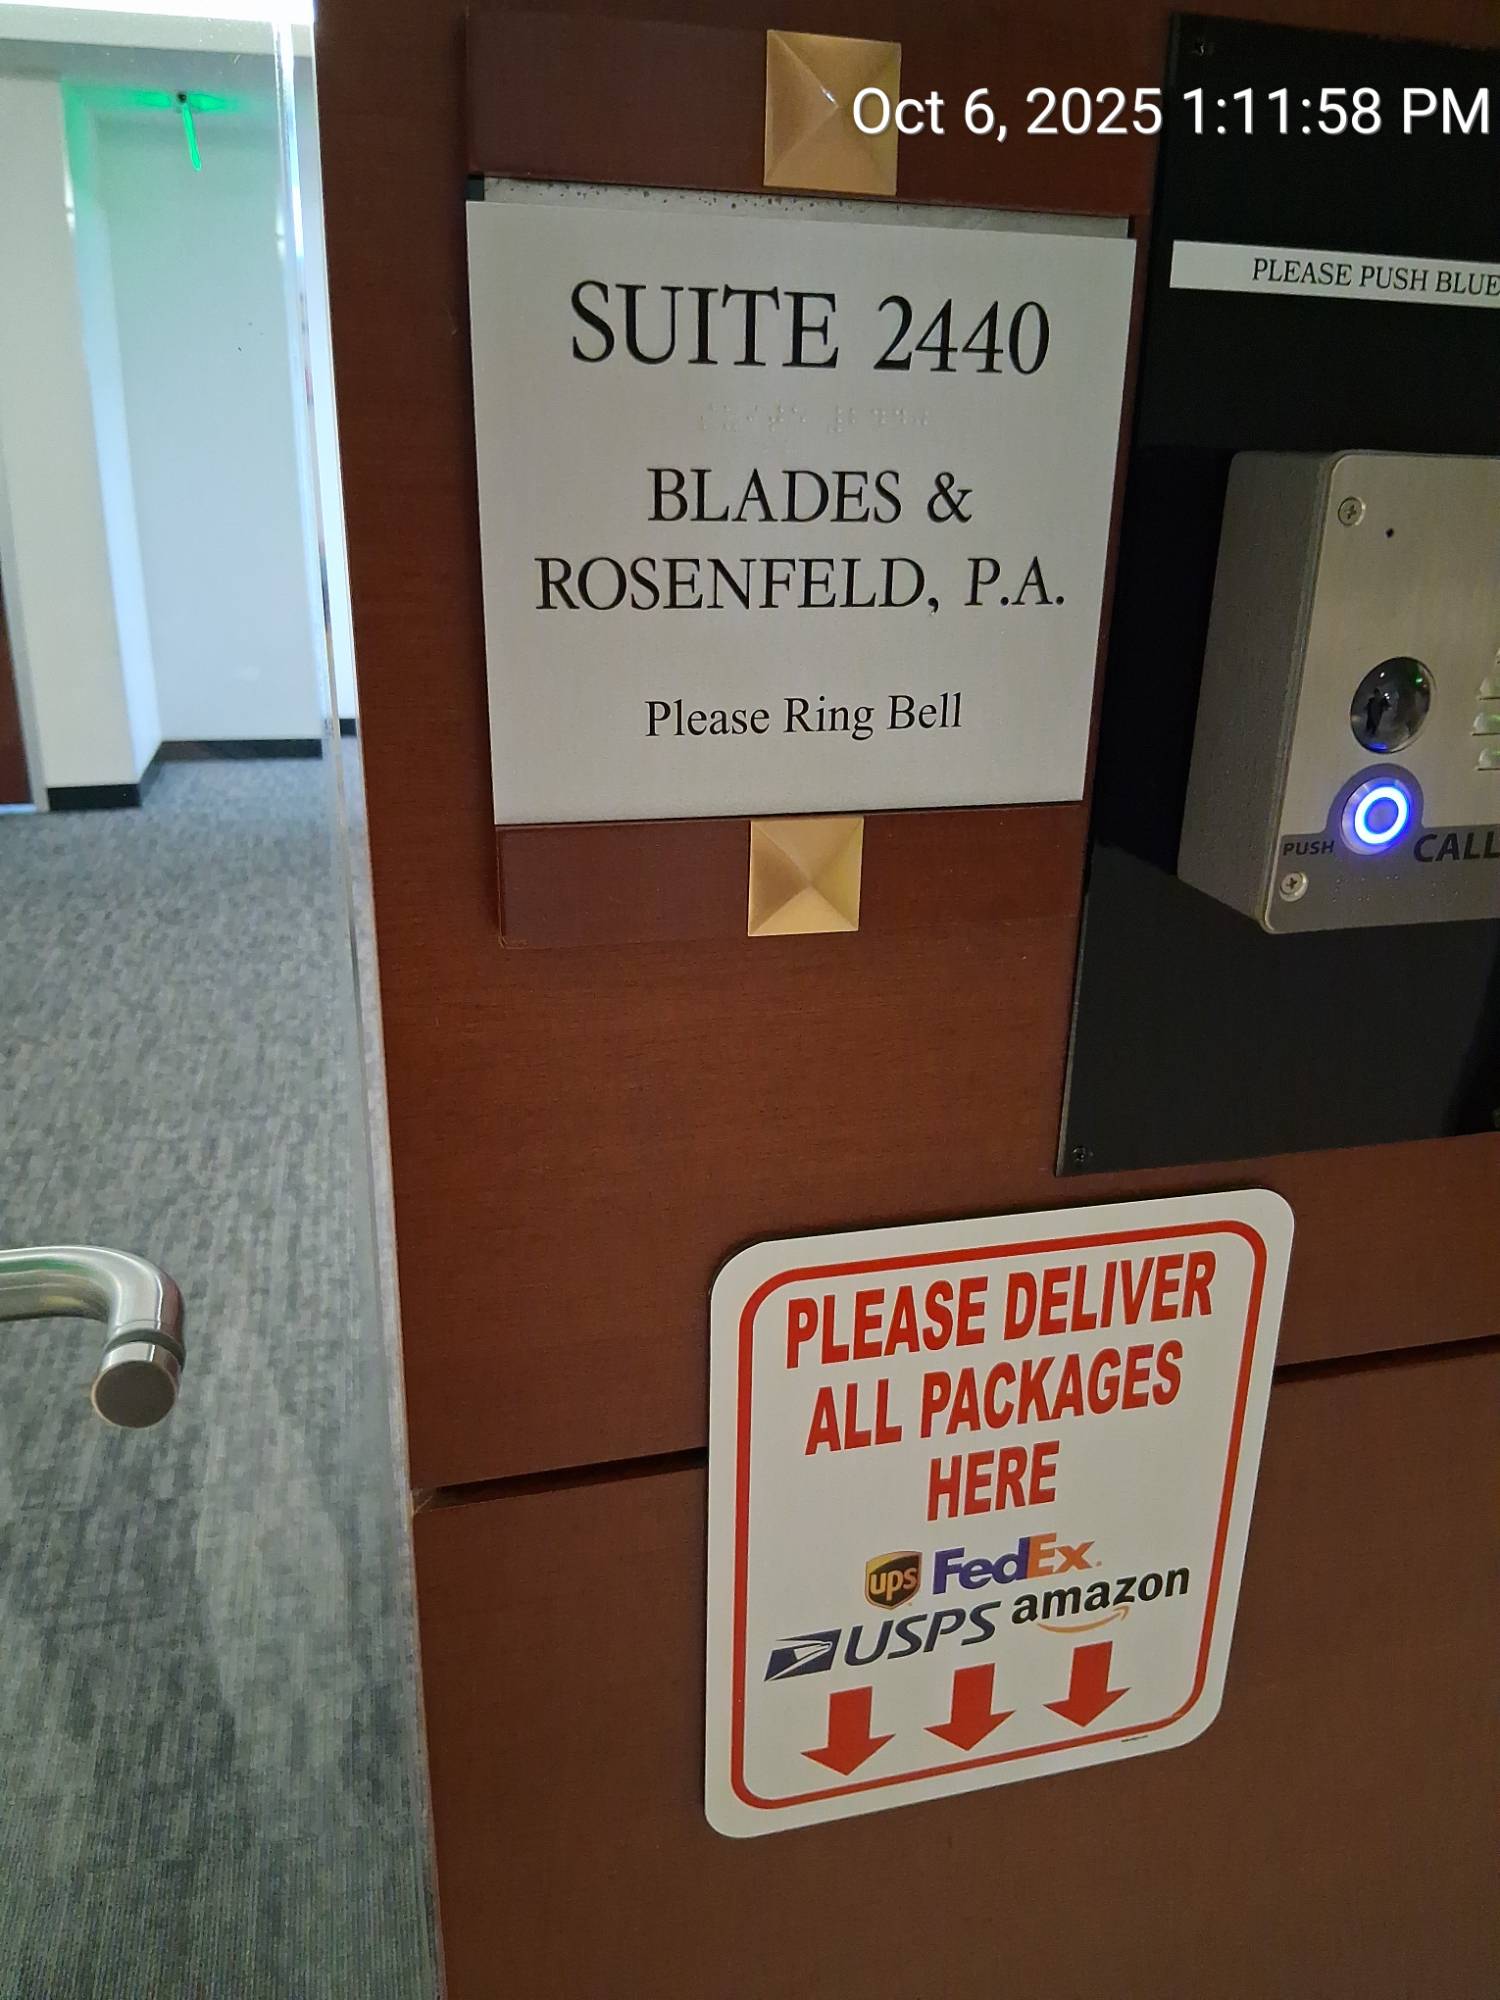 Oct 6, 2025 1:11:58 PM
SUITE 2440
BLADES &
ROSENFELD, P.A.
Please Ring Bell
PLEASE PUSH BLUE
PUSH CALL
PLEASE DELIVER
ALL PACKAGES
HERE
ups FedEx
USPS amazon